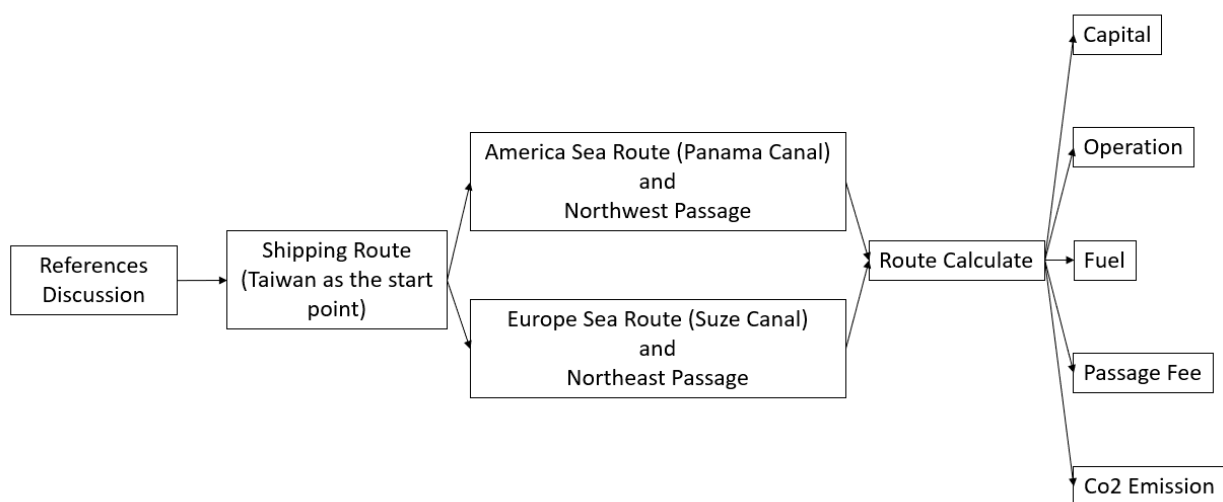 References
Discussion
Shipping Route
(Taiwan as the start
point)
America Sea Route (Panama Canal)
and
Northwest Passage
Europe Sea Route (Suze Canal)
and
Northeast Passage
Route Calculate
Capital
Operation
Fuel
Passage Fee
Co2 Emission